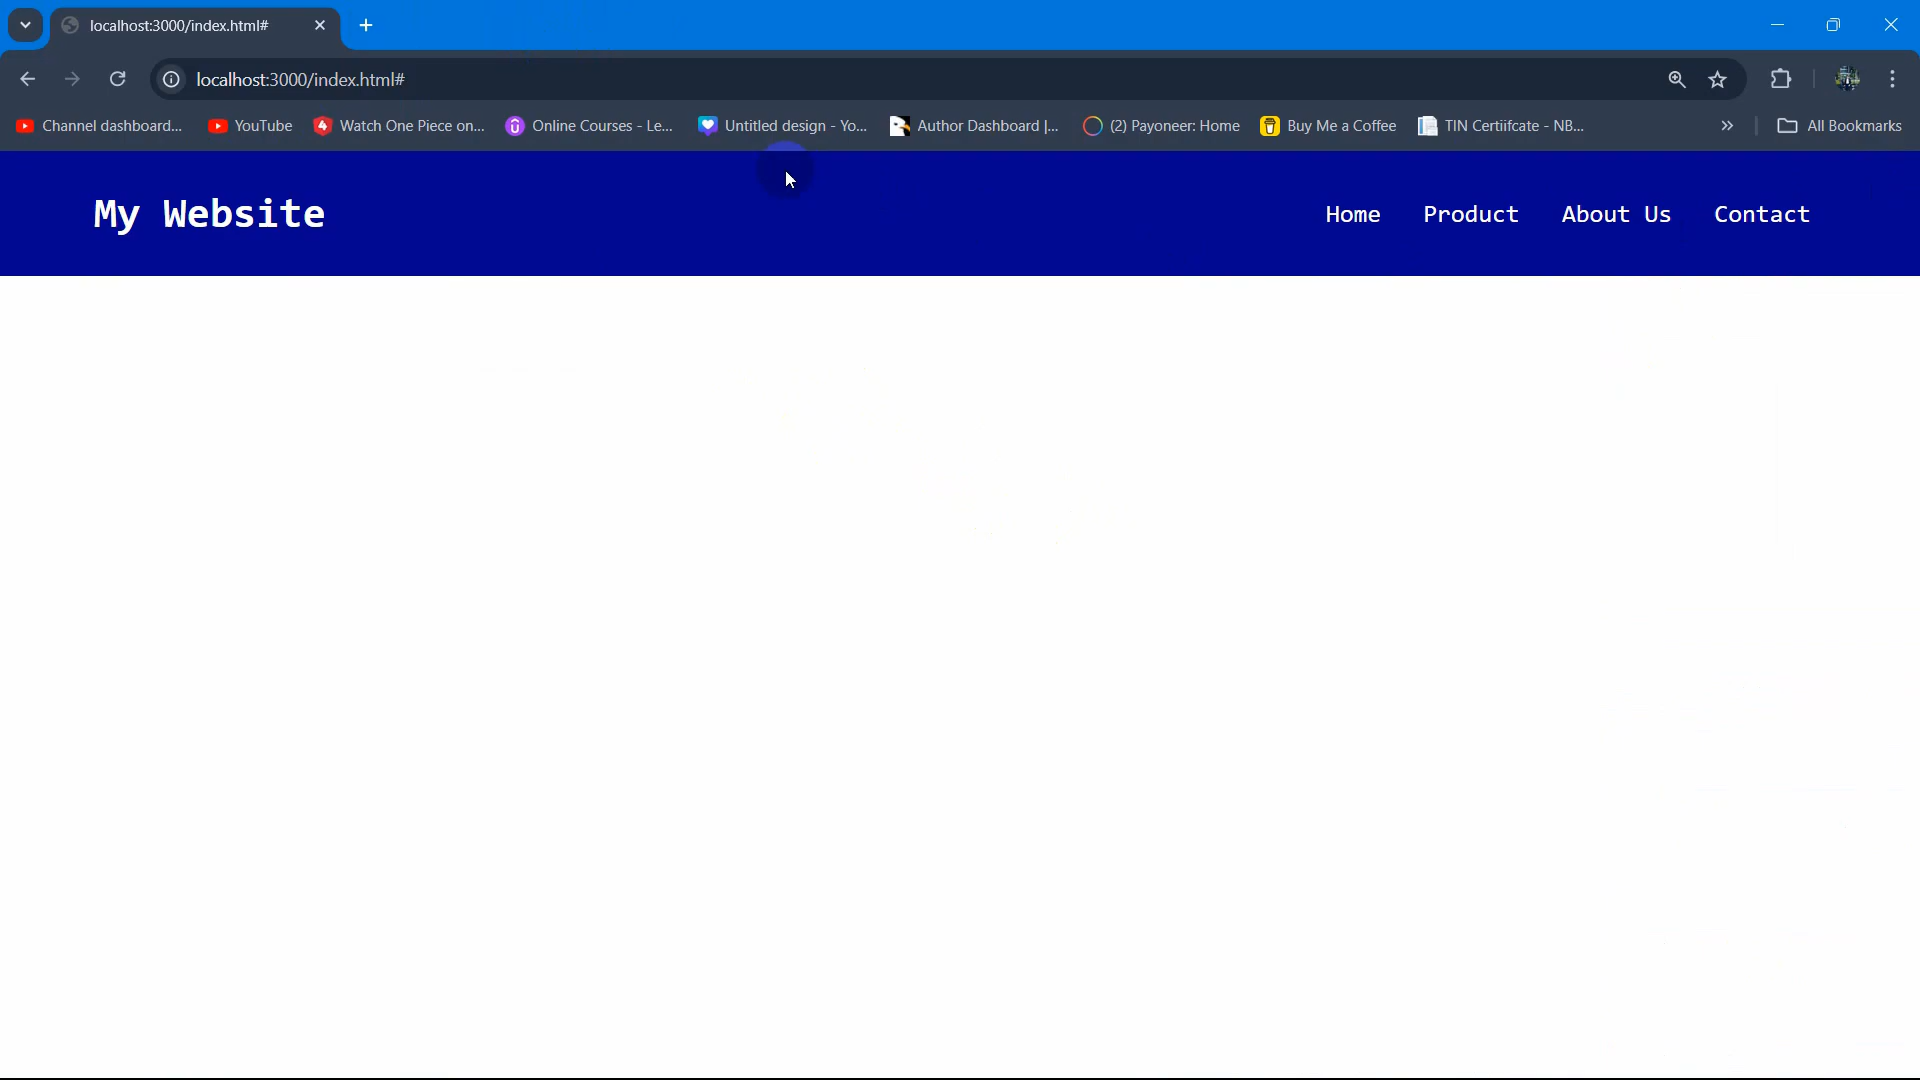 localhost:3000/index.html#
localhost:3000/index.html#
Channel dashboard... YouTube Watch One Piece on... Online Courses - Le... Untitled design - Yo... Author Dashboard |... (2) Payoneer: Home Buy Me a Coffee TIN Certiifcate - NB... All Bookmarks
My Website Home Product About Us Contact